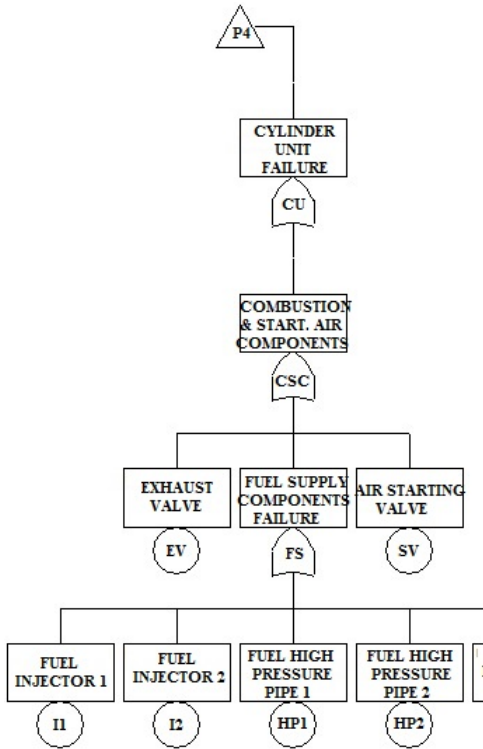 P4
CYLINDER
UNIT
FAILURE
CU
COMBUSTION
& START. AIR
COMPONENTS
CSC
EXHAUST
VALVE
EV
FUEL SUPPLY
COMPONENTS
FAILURE
FS
AIR STARTING
VALVE
SV
FUEL
INJECTOR 1
I1
FUEL
INJECTOR 2
I2
FUEL HIGH
PRESSURE
PIPE 1
HP1
FUEL HIGH
PRESSURE
PIPE 2
HP2